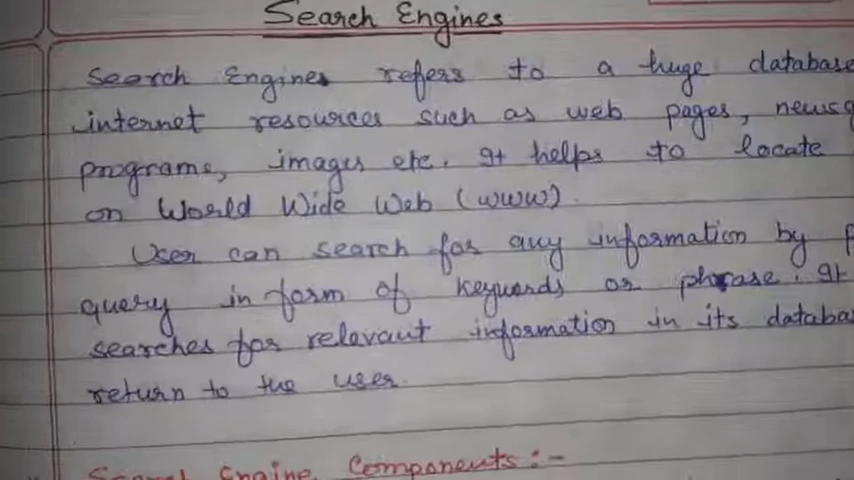 Search Engines
Search Engines refers to a huge database
internet resources such as web pages, newsg
programs, images etc. It helps to locate
on World Wide Web (www).
User can search for any information by p
query in form of keywords or phrase. It
searches for relevant information in its databa
return to the user.
Search Engine Components:-